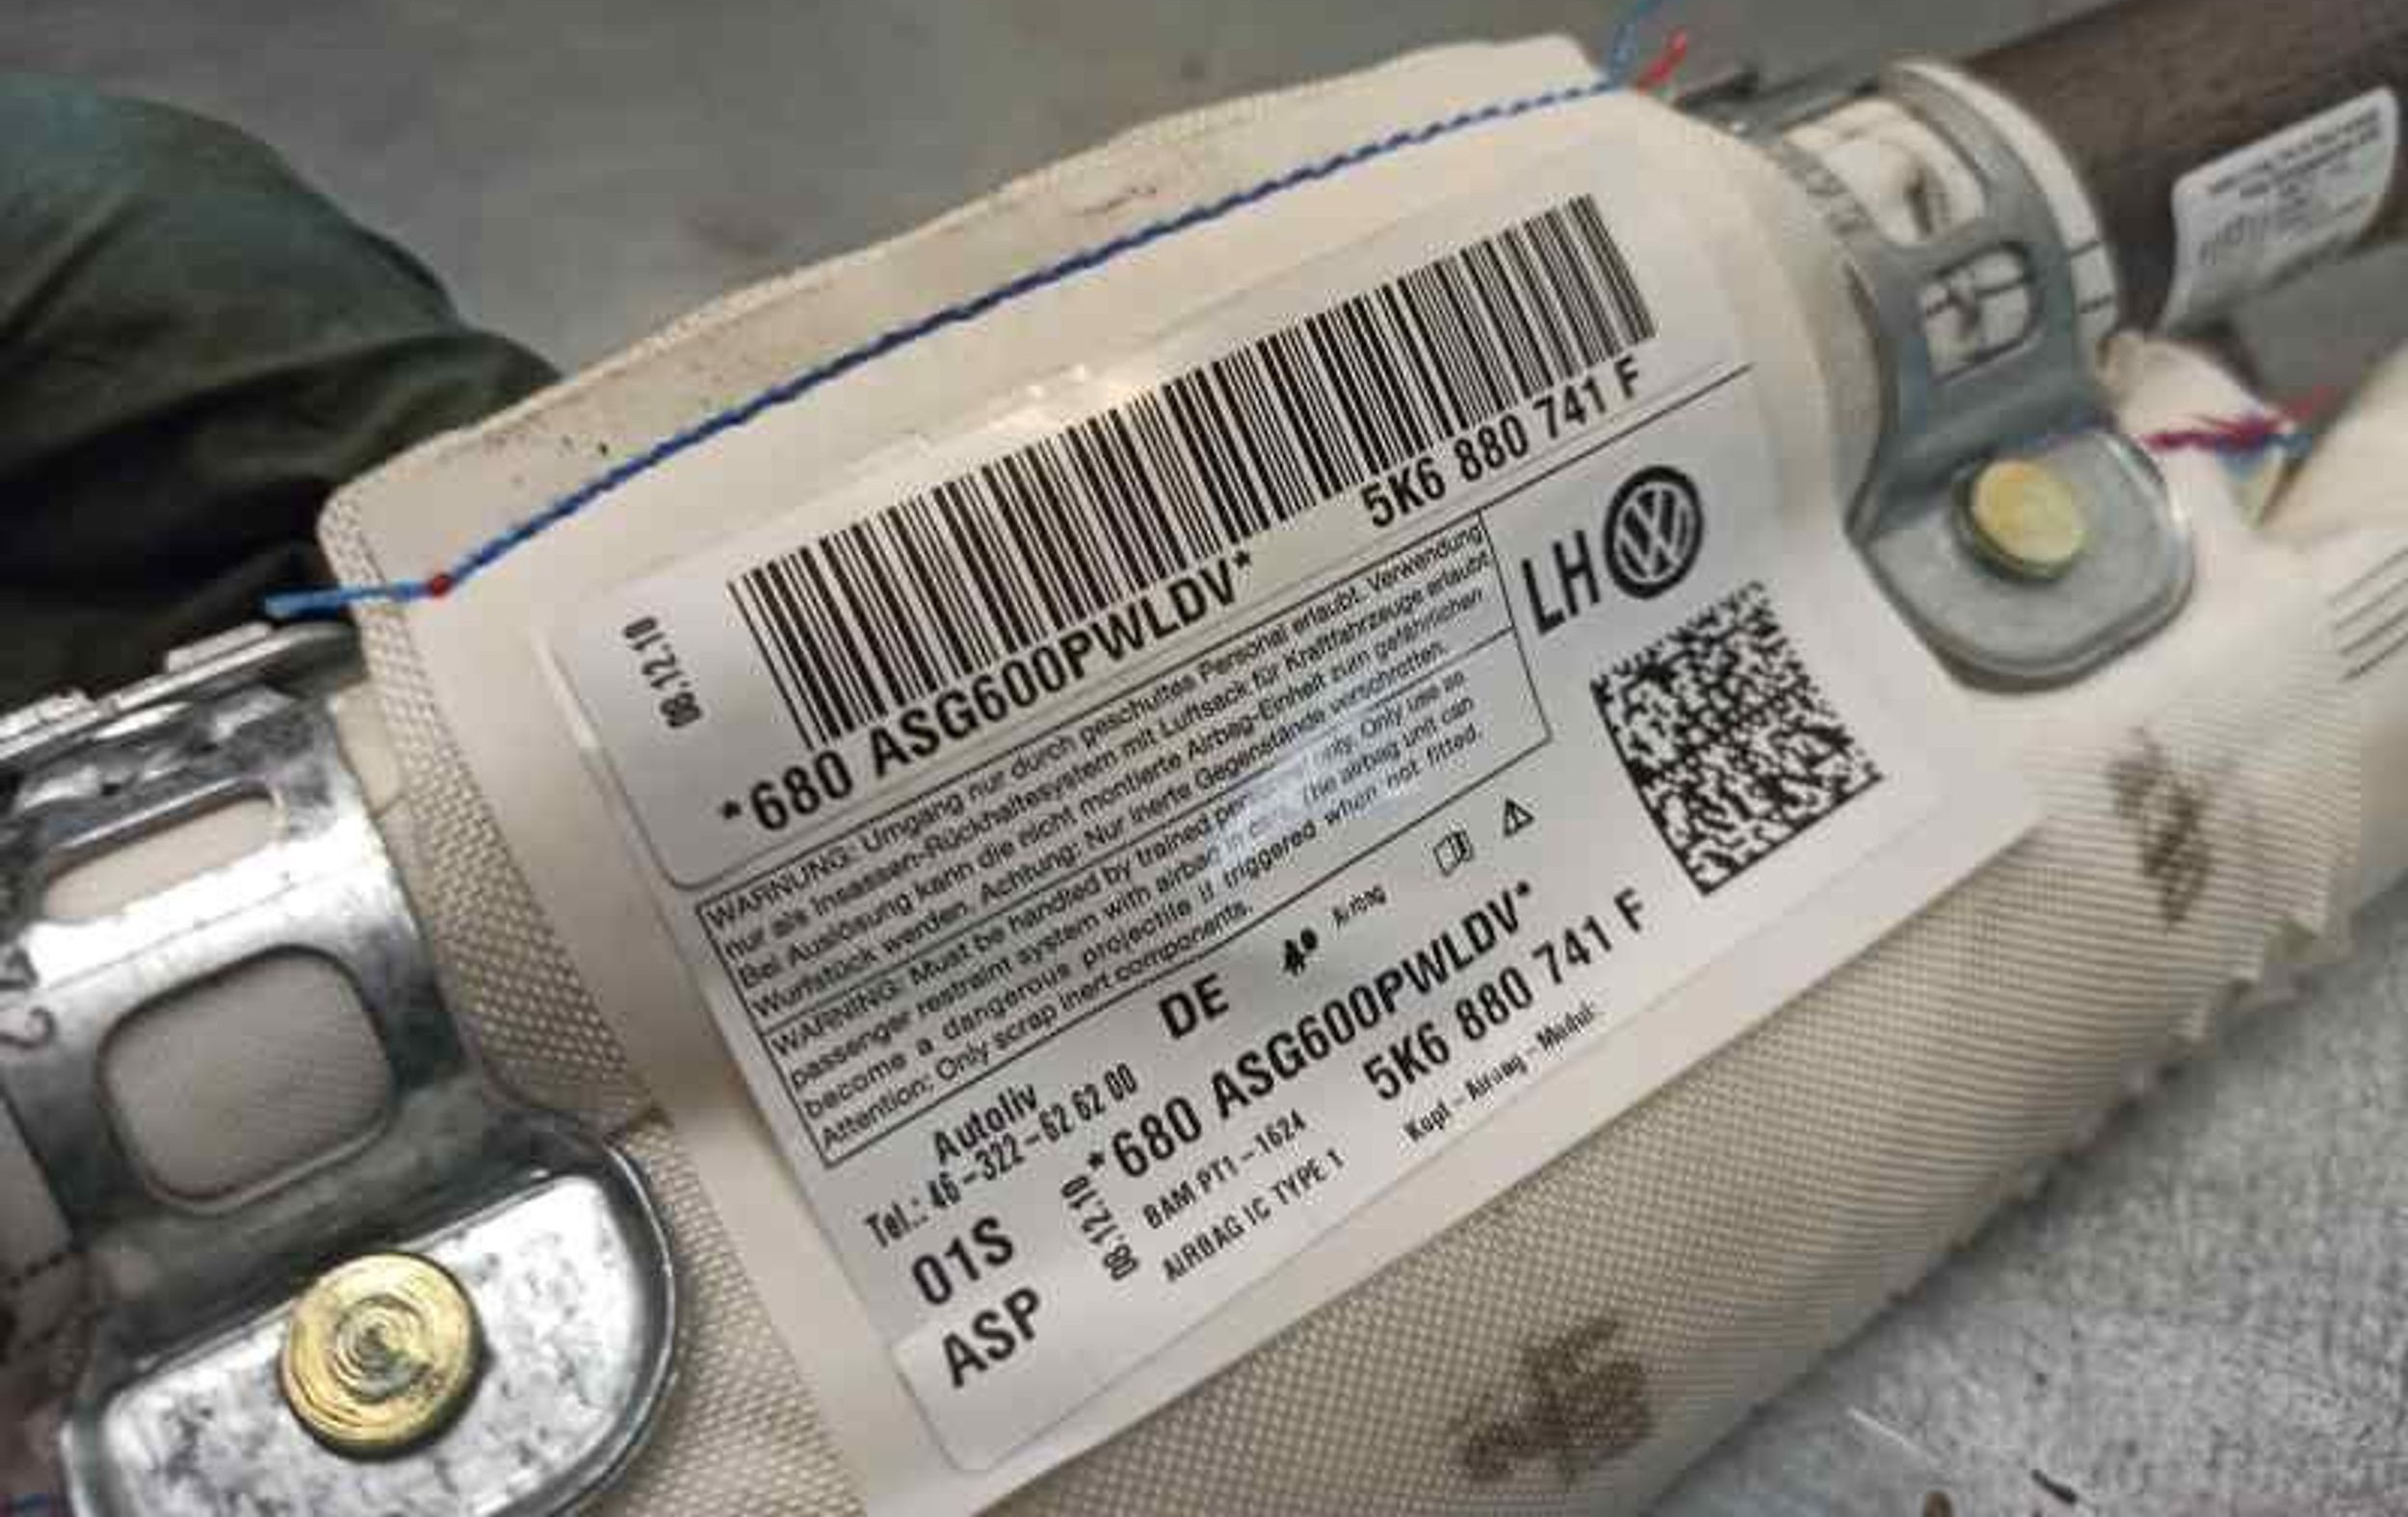 08.12.10
*680 ASG600PWLDV*
5K6 880 741 F
WARNUNG: Umgang nur durch geschultes Personal erlaubt. Verwendung
nur als Insassen-Rückhaltesystem mit Luftsack für Kraftfahrzeuge erlaubt
Bei Auslösung kann die nicht montierte Airbag-Einheit zum gefährlichen
Wurfstück werden. Achtung: Nur inerte Gegenstände verschrotten.
LH
WARNING: Must be handled by trained only. Only use as
passenger restraint system with airbag in The airbag unit can
become a dangerous projectile if triggered when not fitted.
Attention: Only scrap inert components.
DE
Airbag
Autoliv
Tel.: 46-322-62 62 00
*680 ASG600PWLDV*
5K6 880 741 F
01S
08.12.10
BAM PT1-1624
Kopf-Airbag-Modul-
ASP
AIRBAG IC TYPE 1